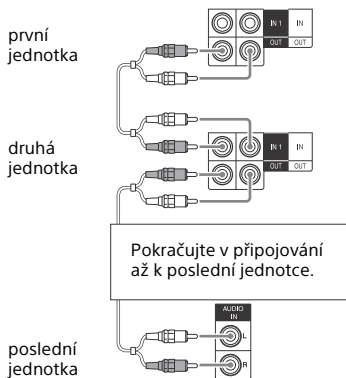 první
jednotka
IN 1 IN
OUT OUT
druhá
jednotka
IN 1 IN
OUT OUT
Pokračujte v připojování
až k poslední jednotce.
AUDIO
IN
L
poslední
jednotka
R